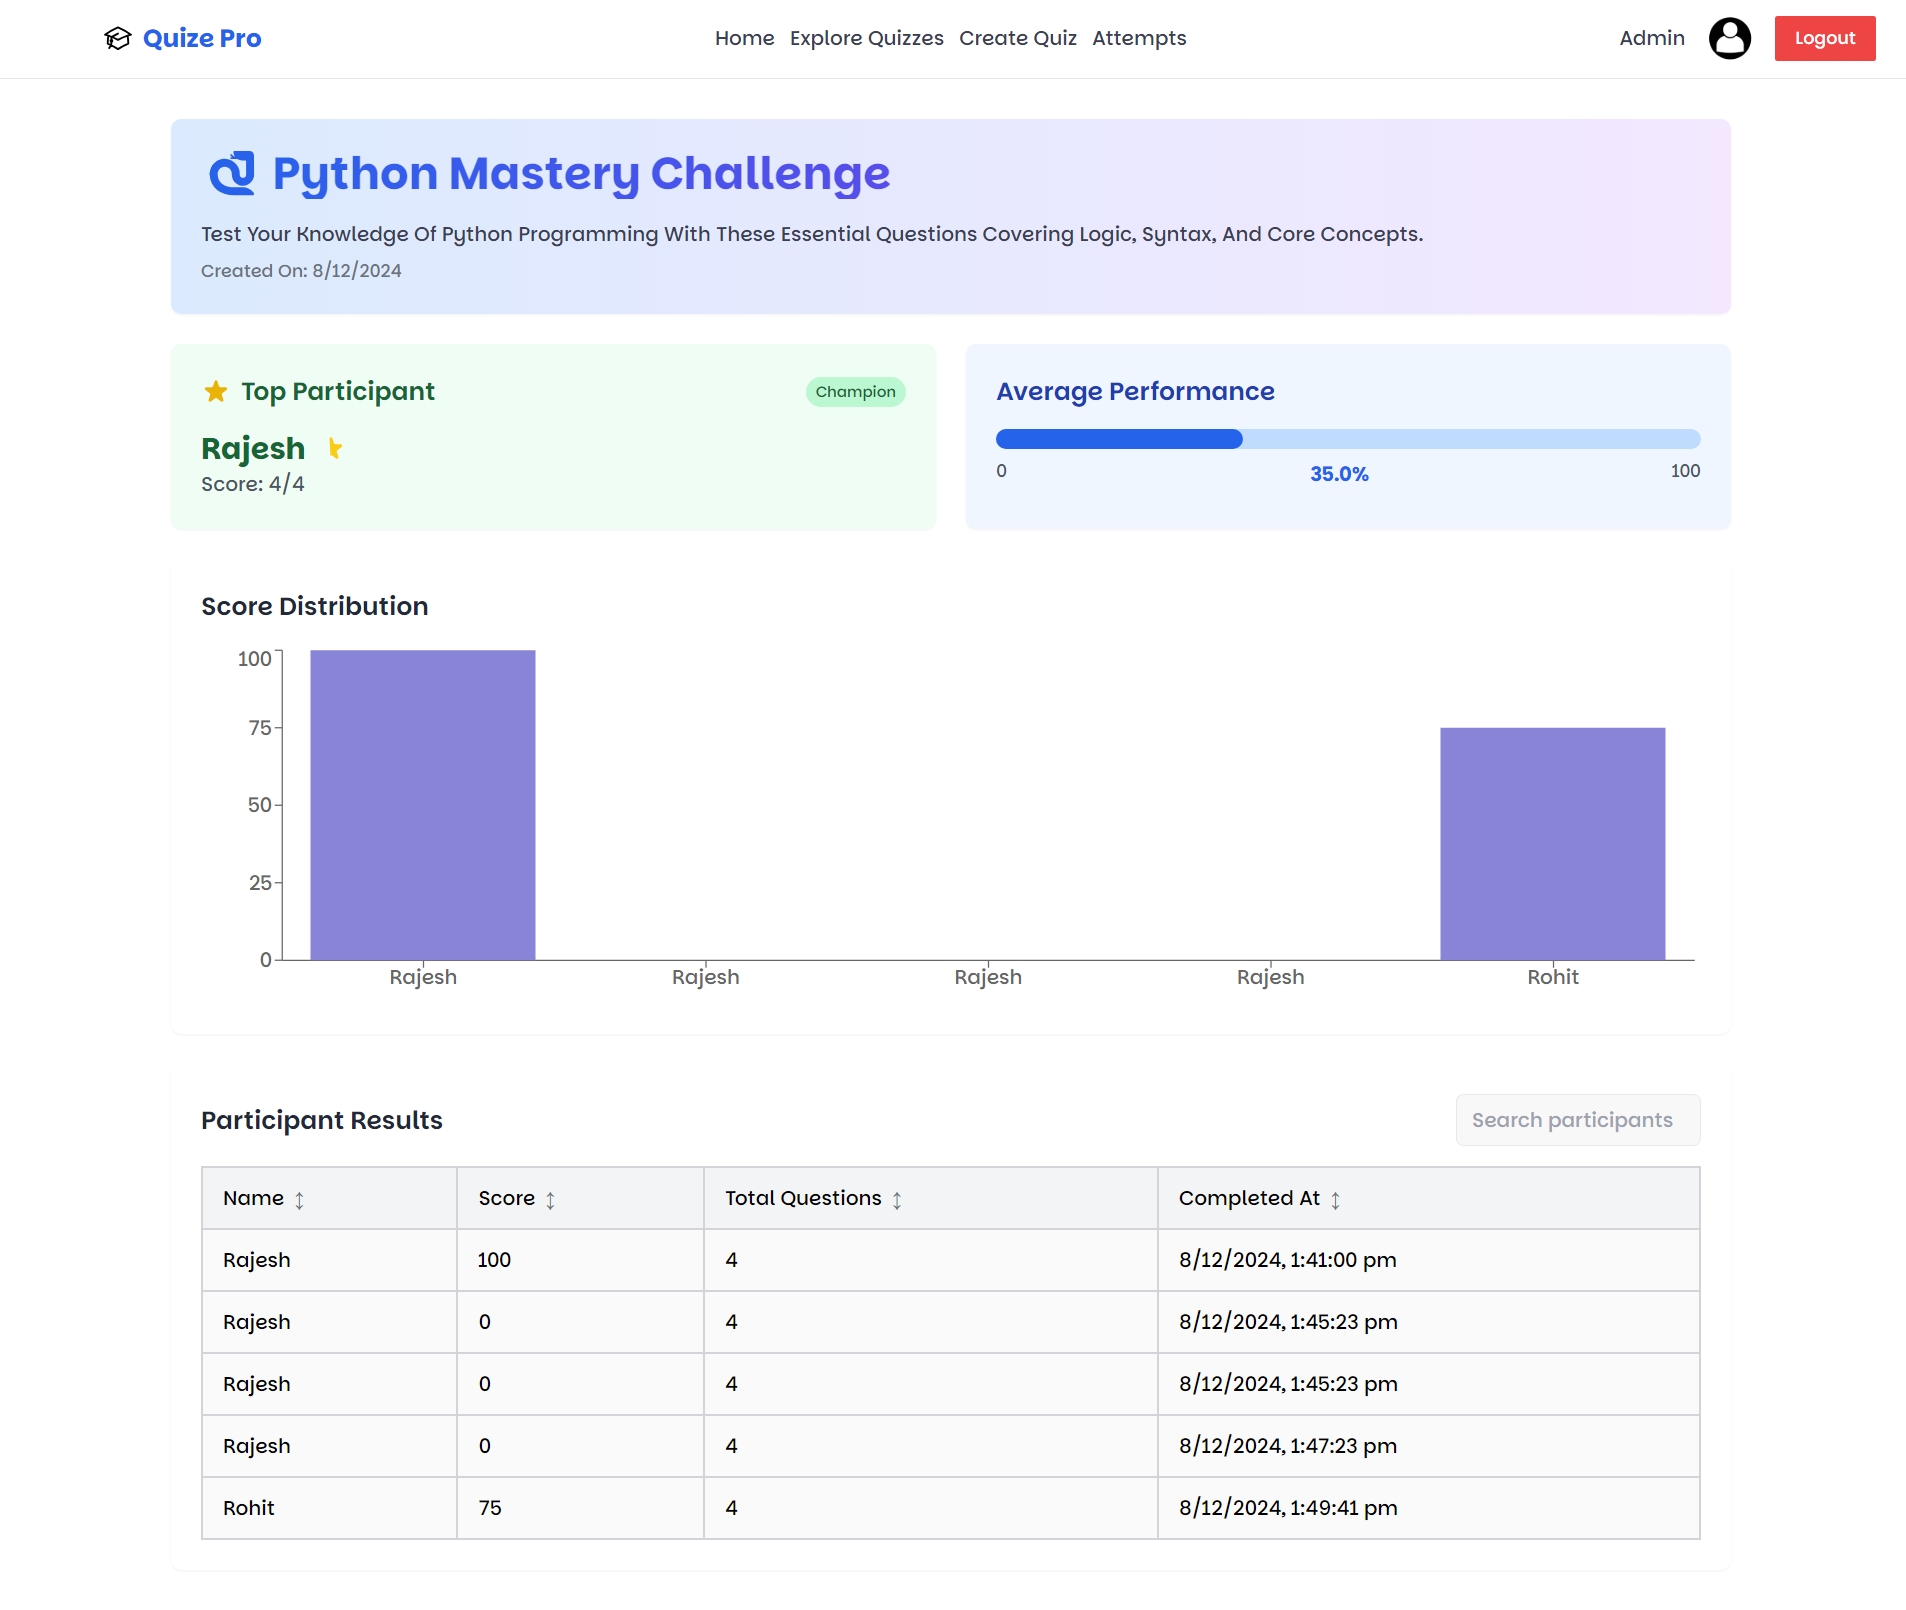 Quize Pro
Home Explore Quizzes Create Quiz Attempts
Admin
Logout
Python Mastery Challenge
Test Your Knowledge Of Python Programming With These Essential Questions Covering Logic, Syntax, And Core Concepts.
Created On: 8/12/2024
Top Participant
Champion
Rajesh
Score: 4/4
Average Performance
0 35.0% 100
Score Distribution
100
75
50
25
0
Rajesh Rajesh Rajesh Rajesh Rohit
Participant Results
Search participants
Name Score Total Questions Completed At
Rajesh 100 4 8/12/2024, 1:41:00 pm
Rajesh 0 4 8/12/2024, 1:45:23 pm
Rajesh 0 4 8/12/2024, 1:45:23 pm
Rajesh 0 4 8/12/2024, 1:47:23 pm
Rohit 75 4 8/12/2024, 1:49:41 pm